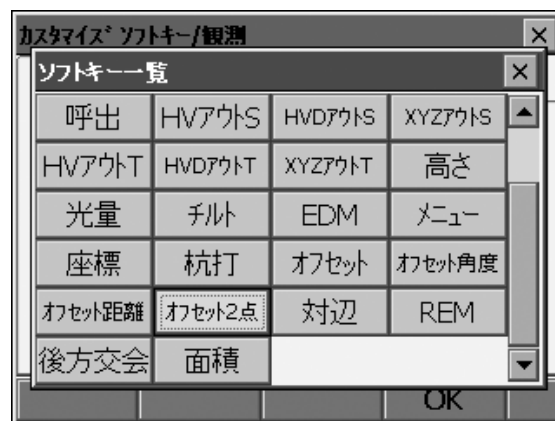 カスタマイズ ソフトキー/観測
ソフトキー一覧
呼出 HVアウトS HVDアウトS XYZアウトS
HVアウトT HVDアウトT XYZアウトT 高さ
光量 チルト EDM メニュー
座標 杭打 オフセット オフセット角度
オフセット距離 オフセット2点 対辺 REM
後方交会 面積
OK